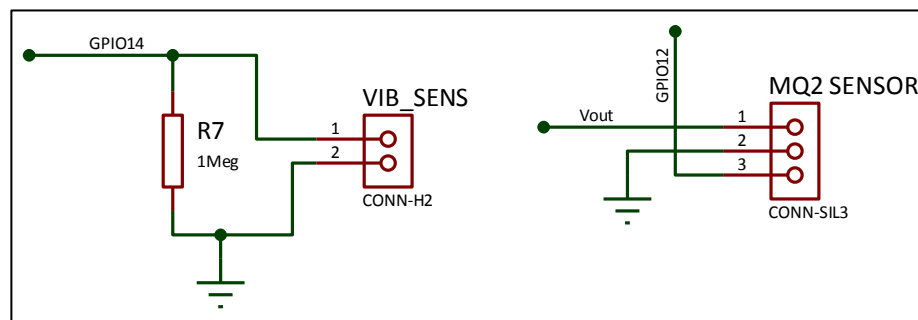 GPIO14
VIB_SENS
R7
1Meg
1
2
CONN-H2
GPIO12
MQ2 SENSOR
Vout
1
2
3
CONN-SIL3